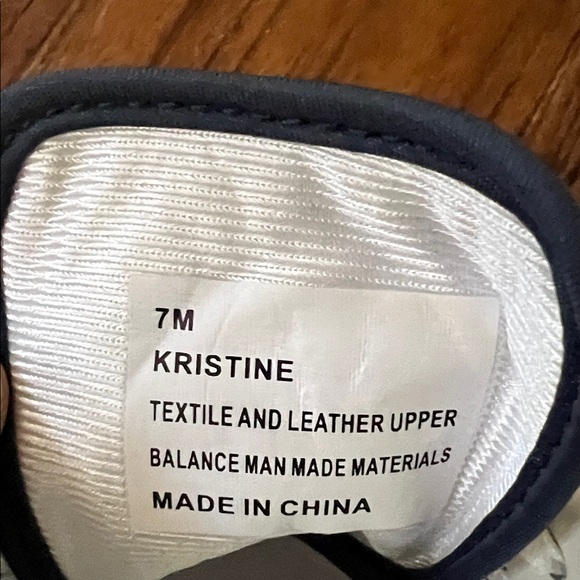 7M
KRISTINE
TEXTILE AND LEATHER UPPER
BALANCE MAN MADE MATERIALS
MADE IN CHINA